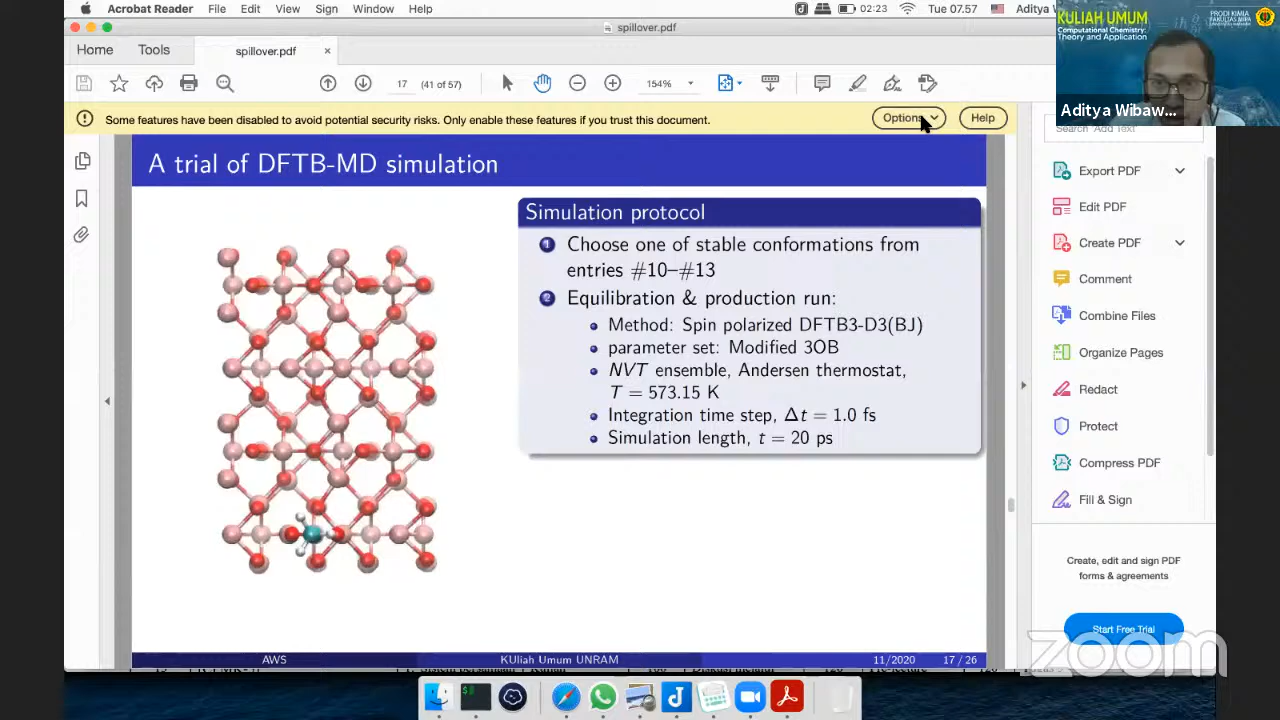 Acrobat Reader File Edit View Sign Window Help
02:23 Tue 07.57 Aditya
spillover.pdf
Home Tools spillover.pdf ×
17 (41 of 57) 154%
Some features have been disabled to avoid potential security risks. Only enable these features if you trust this document.
Options Help
KULIAH UMUM
Computational Chemistry:
Theory and Application
PRODI KIMIA
Aditya Wibaw...
Search 'Add Text'
Export PDF
Edit PDF
Create PDF
Comment
Combine Files
Organize Pages
Redact
Protect
Compress PDF
Fill & Sign
Create, edit and sign PDF
forms & agreements
Start Free Trial
A trial of DFTB-MD simulation
Simulation protocol
1 Choose one of stable conformations from
entries #10–#13
2 Equilibration & production run:
Method: Spin polarized DFTB3-D3(BJ)
parameter set: Modified 3OB
NVT ensemble, Andersen thermostat,
T = 573.15 K
Integration time step, Δt = 1.0 fs
Simulation length, t = 20 ps
AWS KUliah Umum UNRAM 11/2020 17 / 26
zoom